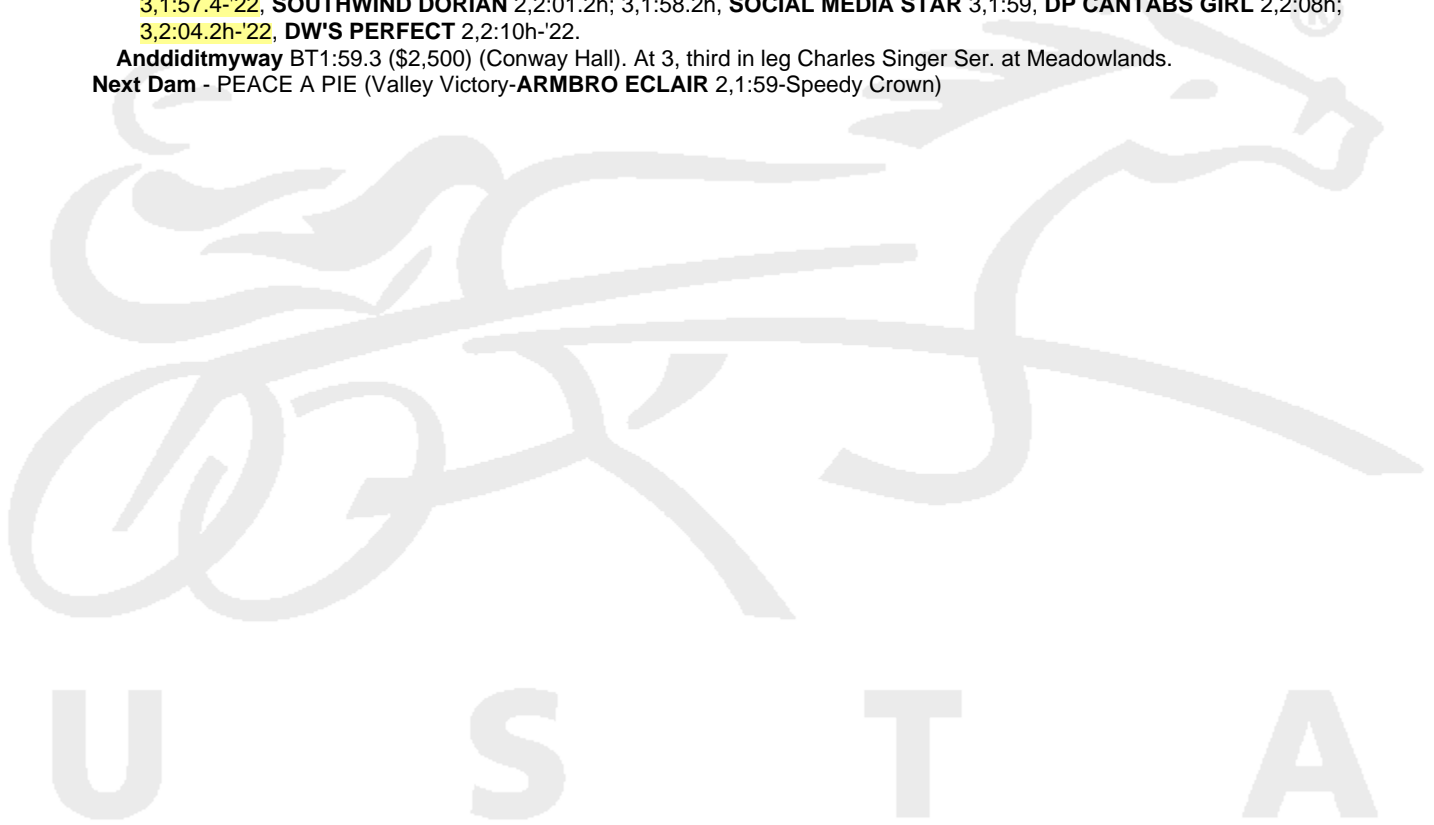 3,1:57.4-'22, SOUTHWIND DORIAN 2,2:01.2h; 3,1:58.2h, SOCIAL MEDIA STAR 3,1:59, DP CANTABS GIRL 2,2:08h;
3,2:04.2h-'22, DW'S PERFECT 2,2:10h-'22.
Anddiditmyway BT1:59.3 ($2,500) (Conway Hall). At 3, third in leg Charles Singer Ser. at Meadowlands.
Next Dam - PEACE A PIE (Valley Victory-ARMBRO ECLAIR 2,1:59-Speedy Crown)
®
U S T A